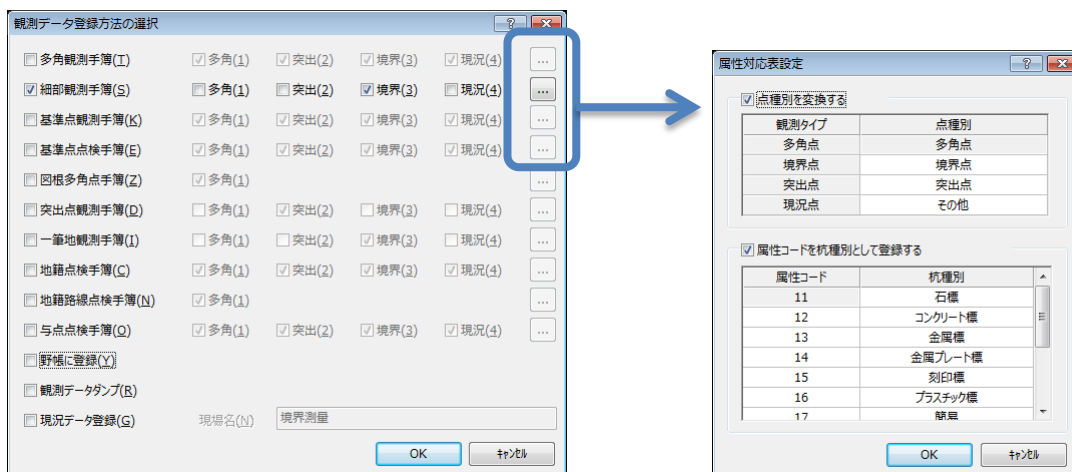 観測データ登録方法の選択
多角観測手簿(T) 多角(1) 突出(2) 境界(3) 現況(4) ...
細部観測手簿(S) 多角(1) 突出(2) 境界(3) 現況(4) ...
基準点観測手簿(K) 多角(1) 突出(2) 境界(3) 現況(4) ...
基準点点検手簿(E) 多角(1) 突出(2) 境界(3) 現況(4) ...
図根多角点手簿(Z) 多角(1) ...
突出点観測手簿(D) 多角(1) 突出(2) 境界(3) 現況(4) ...
一筆地観測手簿(I) 多角(1) 突出(2) 境界(3) 現況(4) ...
地籍点検手簿(C) 多角(1) 突出(2) 境界(3) 現況(4) ...
地籍路線点検手簿(N) 多角(1) ...
与点点検手簿(O) 多角(1) 突出(2) 境界(3) 現況(4) ...
野帳に登録(Y)
観測データダンプ(R)
現況データ登録(G) 現場名(N) 境界測量
OK ｷｬﾝｾﾙ
属性対応表設定
点種別を変換する
観測タイプ 点種別
多角点 多角点
境界点 境界点
突出点 突出点
現況点 その他
属性コードを杭種別として登録する
属性コード 杭種別
11 石標
12 コンクリート標
13 金属標
14 金属プレート標
15 刻印標
16 プラスチック標
17 簡易
OK ｷｬﾝｾﾙ